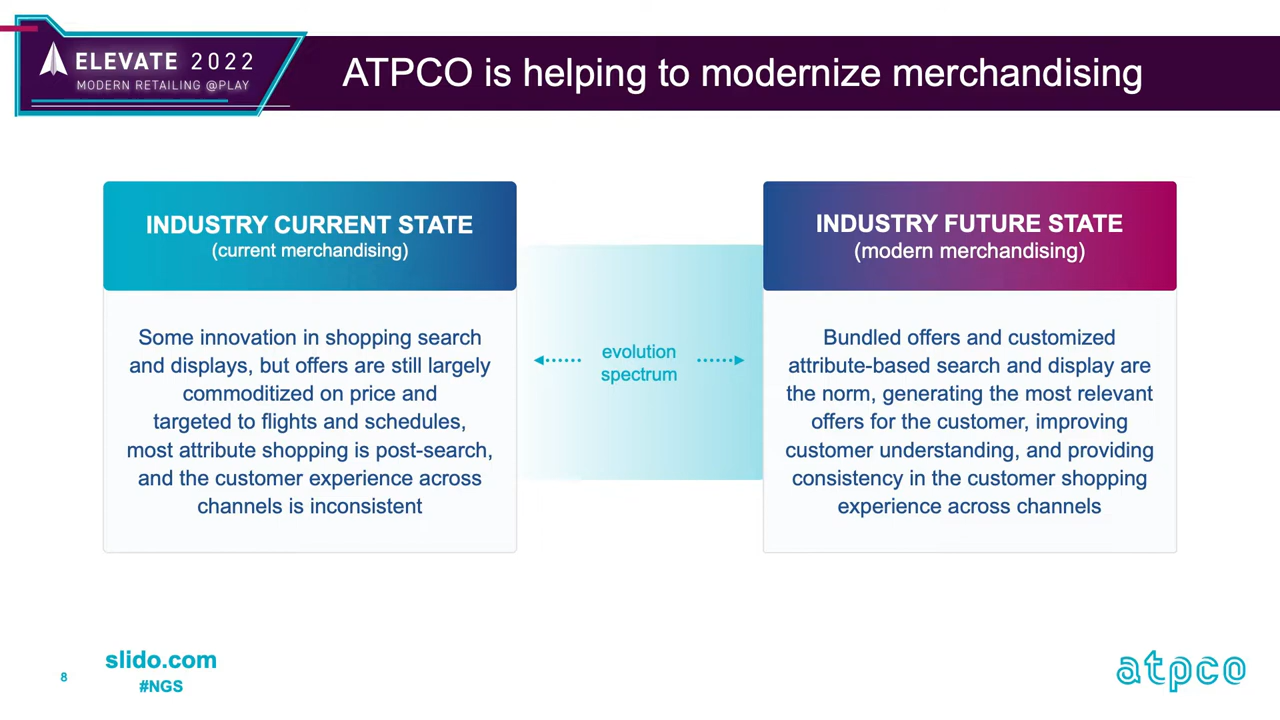 ELEVATE 2022
MODERN RETAILING @PLAY
ATPCO is helping to modernize merchandising
INDUSTRY CURRENT STATE
(current merchandising)
Some innovation in shopping search
and displays, but offers are still largely
commoditized on price and
targeted to flights and schedules,
most attribute shopping is post-search,
and the customer experience across
channels is inconsistent
evolution
spectrum
INDUSTRY FUTURE STATE
(modern merchandising)
Bundled offers and customized
attribute-based search and display are
the norm, generating the most relevant
offers for the customer, improving
customer understanding, and providing
consistency in the customer shopping
experience across channels
8
slido.com
#NGS
atpco